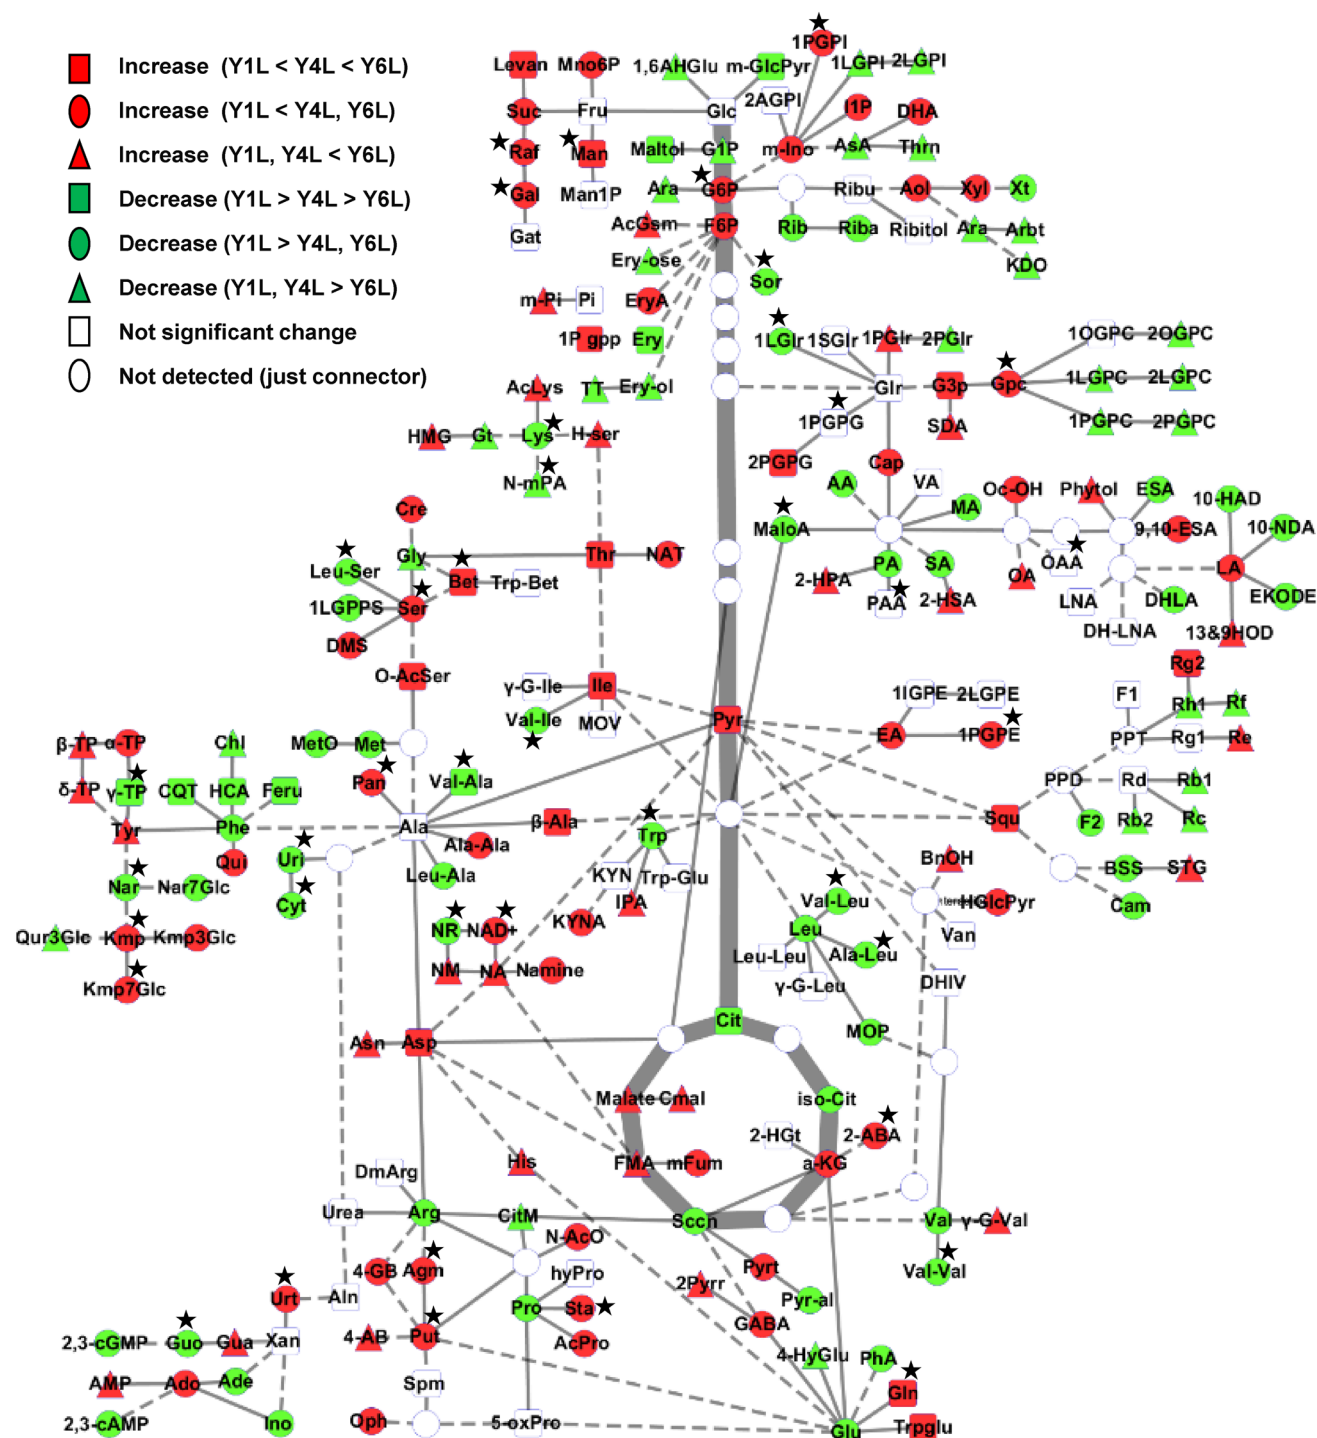 Increase (Y1L < Y4L < Y6L)
Increase (Y1L < Y4L, Y6L)
Increase (Y1L, Y4L < Y6L)
Decrease (Y1L > Y4L > Y6L)
Decrease (Y1L > Y4L, Y6L)
Decrease (Y1L, Y4L > Y6L)
Not significant change
Not detected (just connector)
1PGPI
Levan Mno6P 1,6AHGlu m-GlcPyr 1LGPI 2LGPI
2AGPI
Suc Fru Glc I1P DHA
Raf Man Maltol G1P m-Ino AsA Thrn
Gal Man1P Ara G6P Ribu Aol Xyl Xt
Gat AcGsm F6P Rib Riba Ribitol Ara Arbt
Ery-ose Sor KDO
m-Pi Pi EryA
1P gpp Ery 1LGlr 1SGlr 1PGlr 2PGlr 1OGPC 2OGPC
AcLys TT Ery-ol Glr G3p Gpc 1LGPC 2LGPC
HMG Gt Lys H-ser 1PGPG SDA 1PGPC 2PGPC
2PGPG Cap
N-mPA AA VA Oc-OH Phytol ESA 10-HAD
Cre MaloA MA 9,10-ESA 10-NDA
Gly Thr NAT PA SA OAA LA
Leu-Ser Bet Trp-Bet 2-HPA OA
1LGPPS Ser PAA 2-HSA LNA DHLA EKODE
DMS DH-LNA 13&9HOD
O-AcSer γ-G-Ile Ile 1IGPE 2LGPE F1 Rg2
Val-Ile MOV Pyr Rh1 Rf
β-TP α-TP Chl MetO Met EA 1PGPE PPT Rg1 Re
δ-TP γ-TP CQT HCA Feru Pan Val-Ala PPD Rd Rb1
Tyr Phe Ala β-Ala Trp Squ F2 Rb2 Rc
Qui Uri Ala-Ala
Nar Nar7Glc Cyt Leu-Ala KYN Trp-Glu BnOH BSS STG
IPA Val-Leu HGlcPyr Cam
Qur3Glc Kmp Kmp3Glc NR NAD+ KYNA Leu Van
Leu-Leu Ala-Leu
Kmp7Glc NM NA Namine γ-G-Leu DHIV
Cit MOP
Asn Asp
Malate Cmal iso-Cit
2-HGt 2-ABA
DmArg His FMA mFum a-KG
Urea Arg CitM Sccn Val γ-G-Val
N-AcO
4-GB Agm hyPro 2Pyrr Pyrt Val-Val
Urt Aln Pro Sta Pyr-al
2,3-cGMP Guo Gua Xan 4-AB Put AcPro GABA
4-HyGlu PhA
AMP Ado Ade Spm Gln
2,3-cAMP Ino Oph 5-oxPro Glu Trpglu